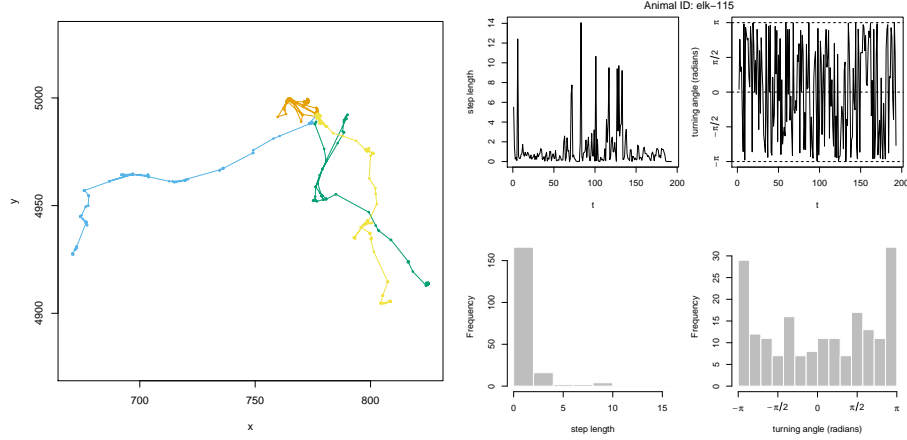 Animal ID: elk−115
5000
4950
4900
y
700
750
800
x
14
12
10
8
6
4
2
0
step length
0
50
100
150
200
t
π
π/2
0
−π/2
−π
turning angle (radians)
0
50
100
150
200
t
150
100
50
0
Frequency
0
5
10
15
step length
30
25
20
15
10
5
0
Frequency
−π
−π/2
0
π/2
π
turning angle (radians)